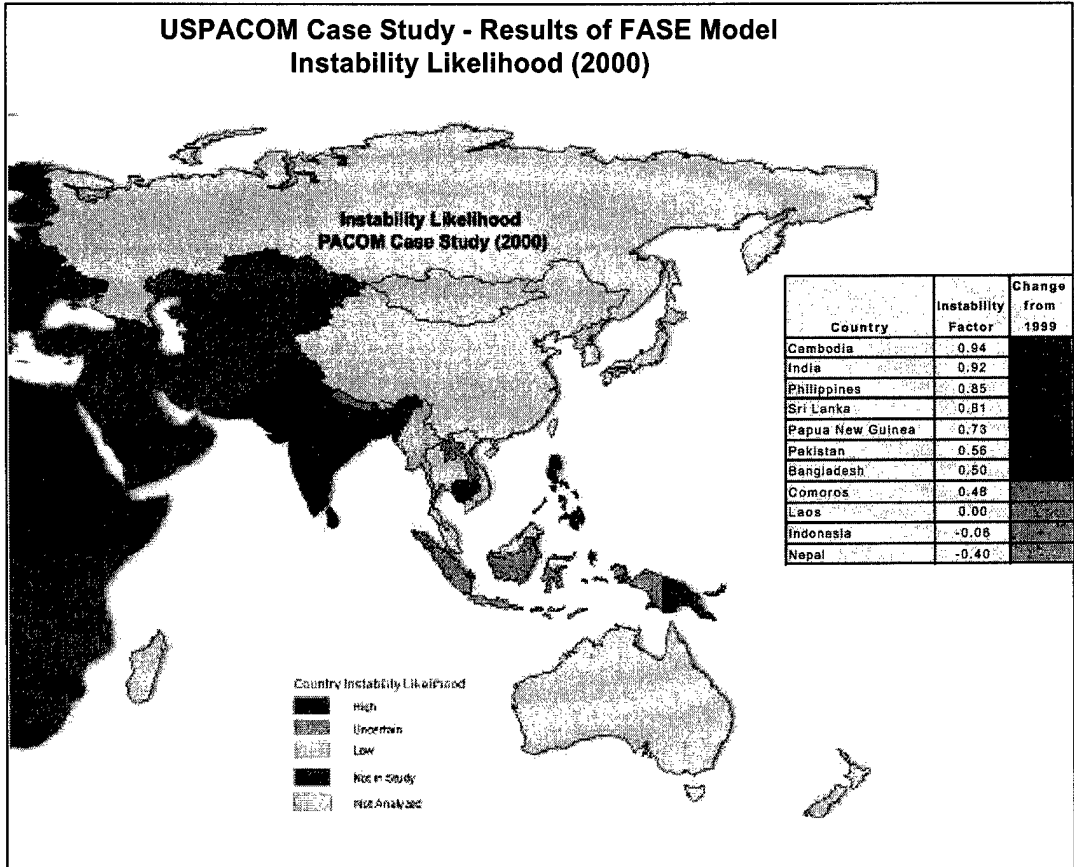 USPACOM Case Study - Results of FASE Model
Instability Likelihood (2000)
Instability Likelihood
PACOM Case Study (2000)
Country Instability Factor Change from 1999
Cambodia 0.94
India 0.92
Philippines 0.85
Sri Lanka 0.81
Papua New Guinea 0.73
Pakistan 0.56
Bangladesh 0.50
Comoros 0.48
Laos 0.00
Indonesia -0.06
Nepal -0.40
Country Instability Likelihood
High
Uncertain
Low
Not in Study
Not Analyzed